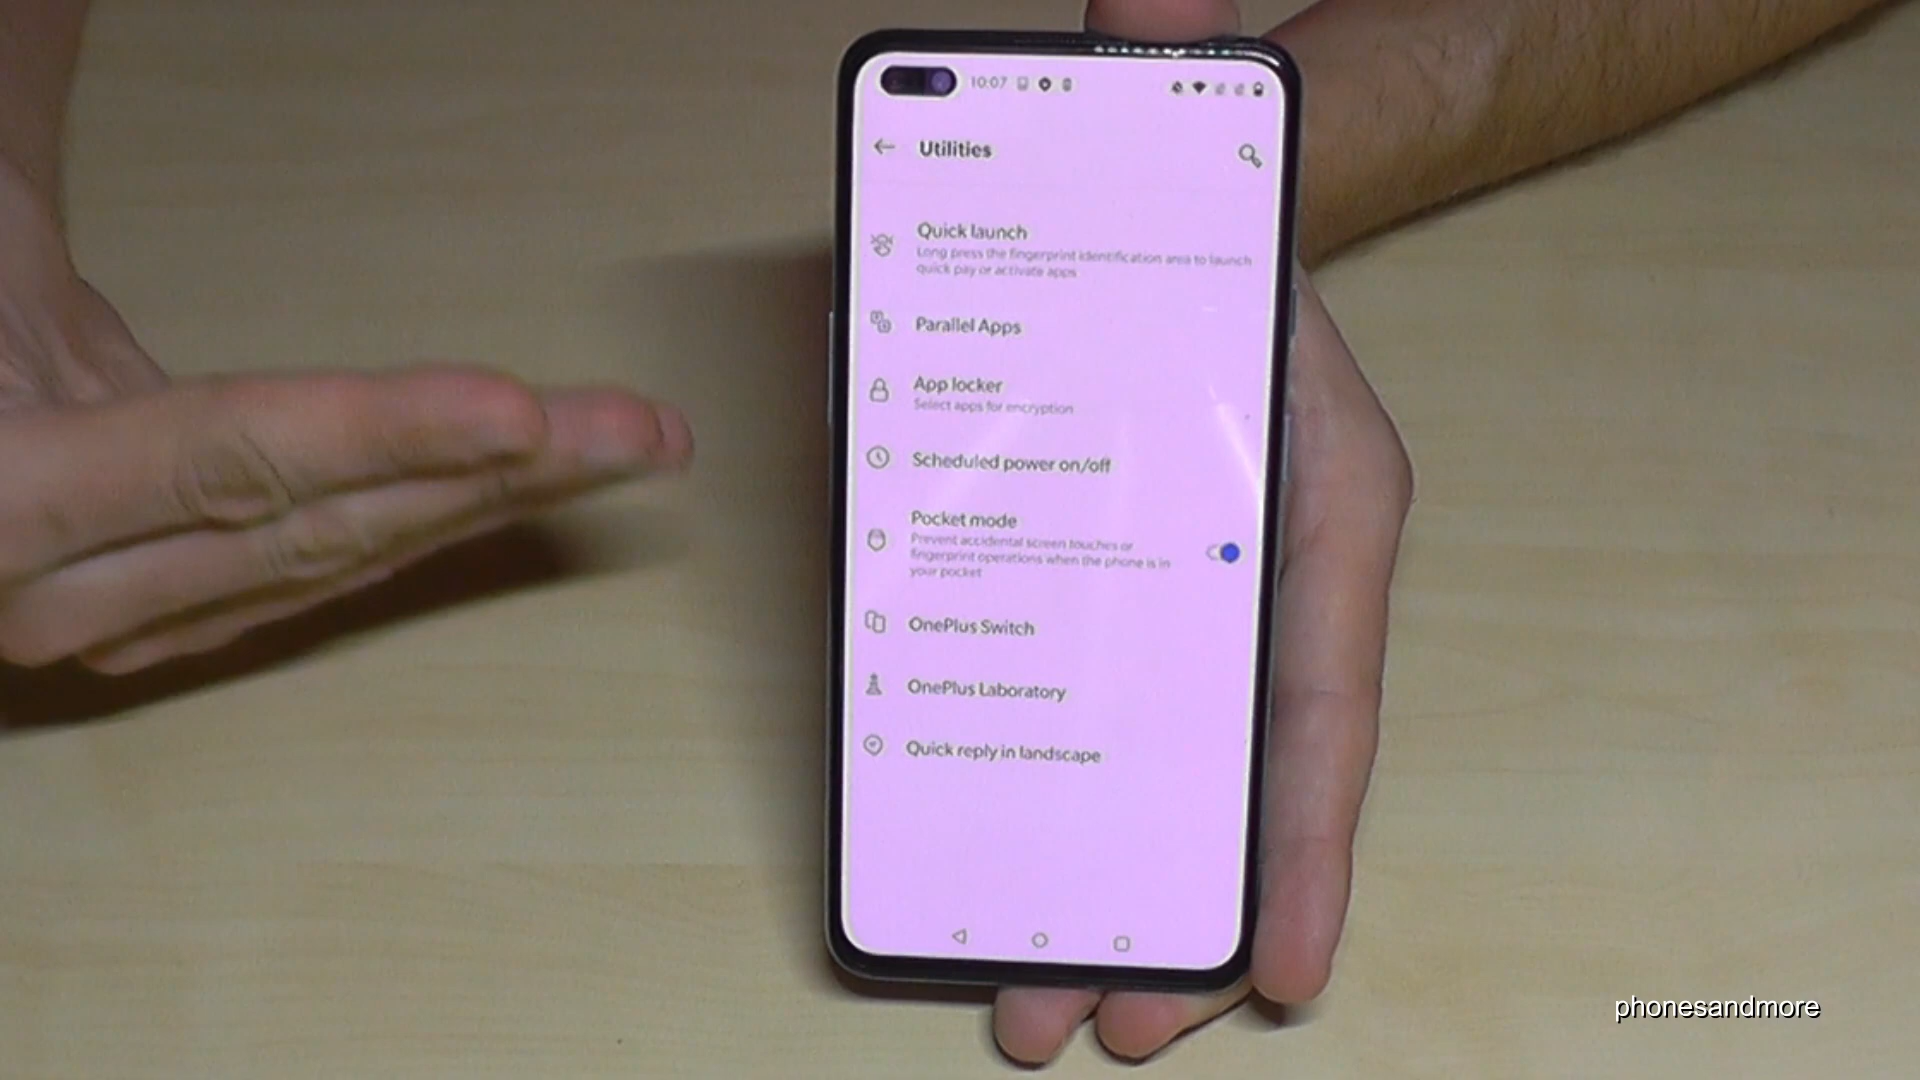 10:07
Utilities
Quick launch
Long press the fingerprint identification area to launch
quick pay or activate apps
Parallel Apps
App locker
Select apps for encryption
Scheduled power on/off
Pocket mode
Prevent accidental screen touches or
fingerprint operations when the phone is in
your pocket
OnePlus Switch
OnePlus Laboratory
Quick reply in landscape
phonesandmore